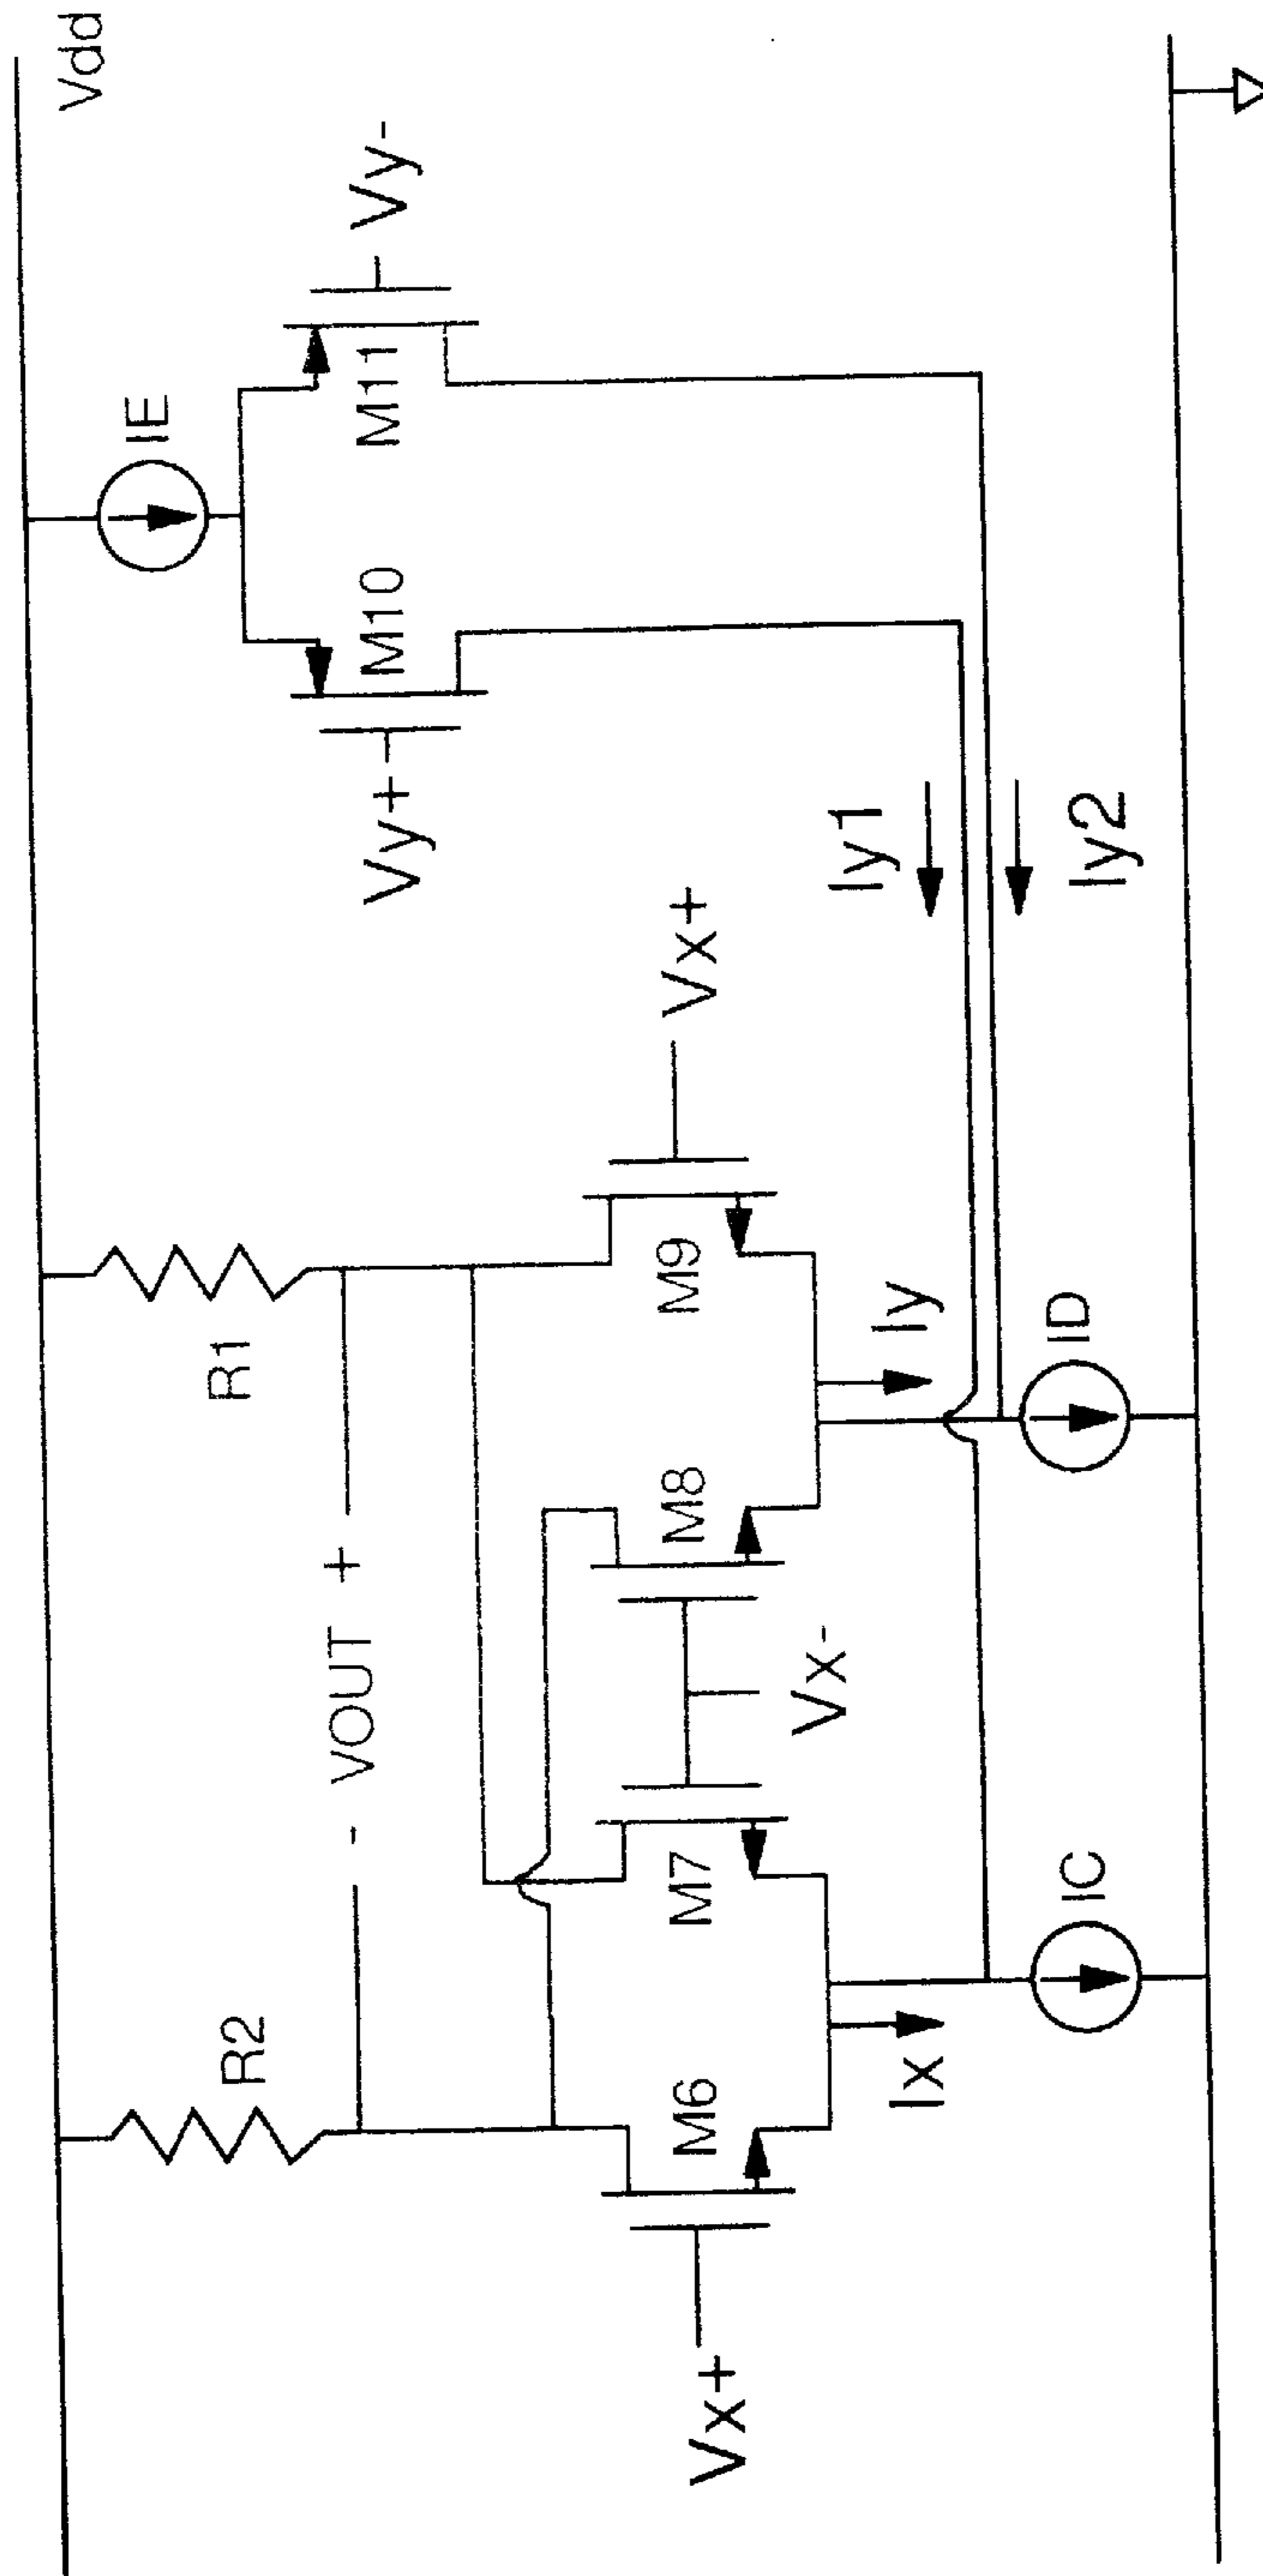 Vdd
IE
R2
R1
- VOUT +
Vy+
M10
M11
Vy-
Vx+
M6
M7
Vx-
M8
M9
Vx+
Ix
Iy
Iy1
Iy2
IC
ID